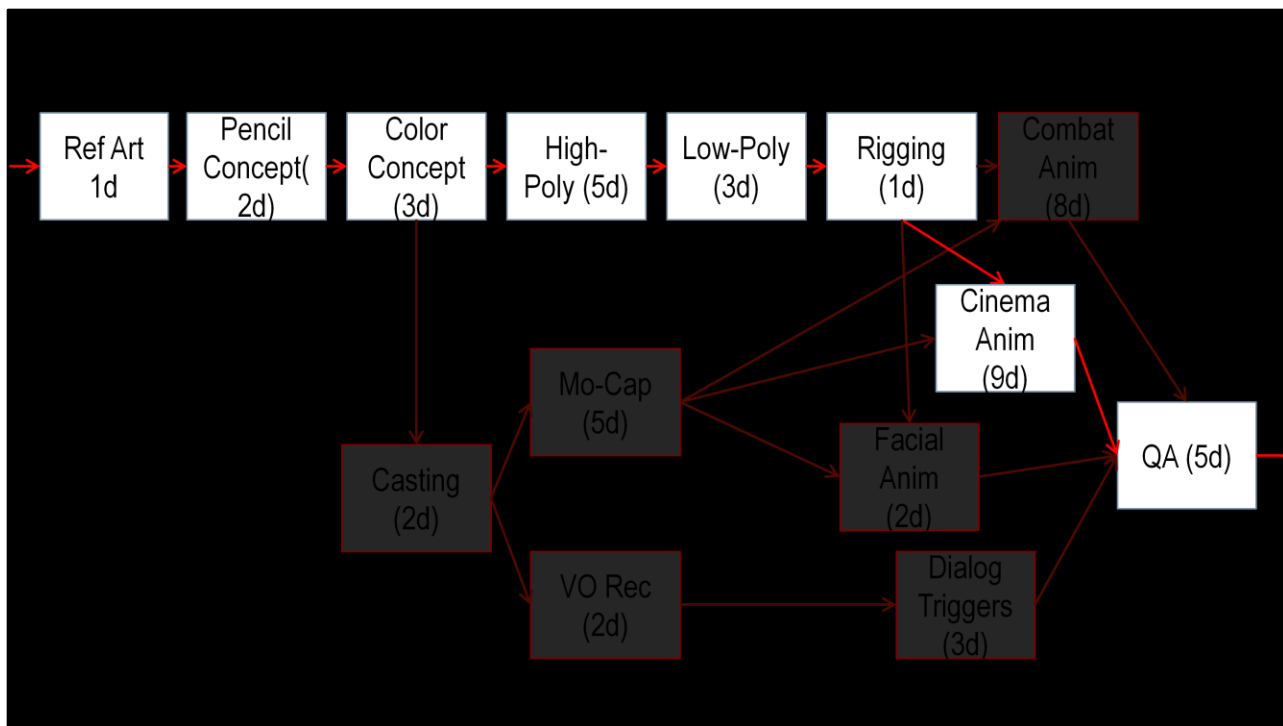 Ref Art
1d
Pencil
Concept(
2d)
Color
Concept
(3d)
High-
Poly (5d)
Low-Poly
(3d)
Rigging
(1d)
Combat
Anim
(8d)
Cinema
Anim
(9d)
Mo-Cap
(5d)
Facial
Anim
(2d)
QA (5d)
Casting
(2d)
VO Rec
(2d)
Dialog
Triggers
(3d)